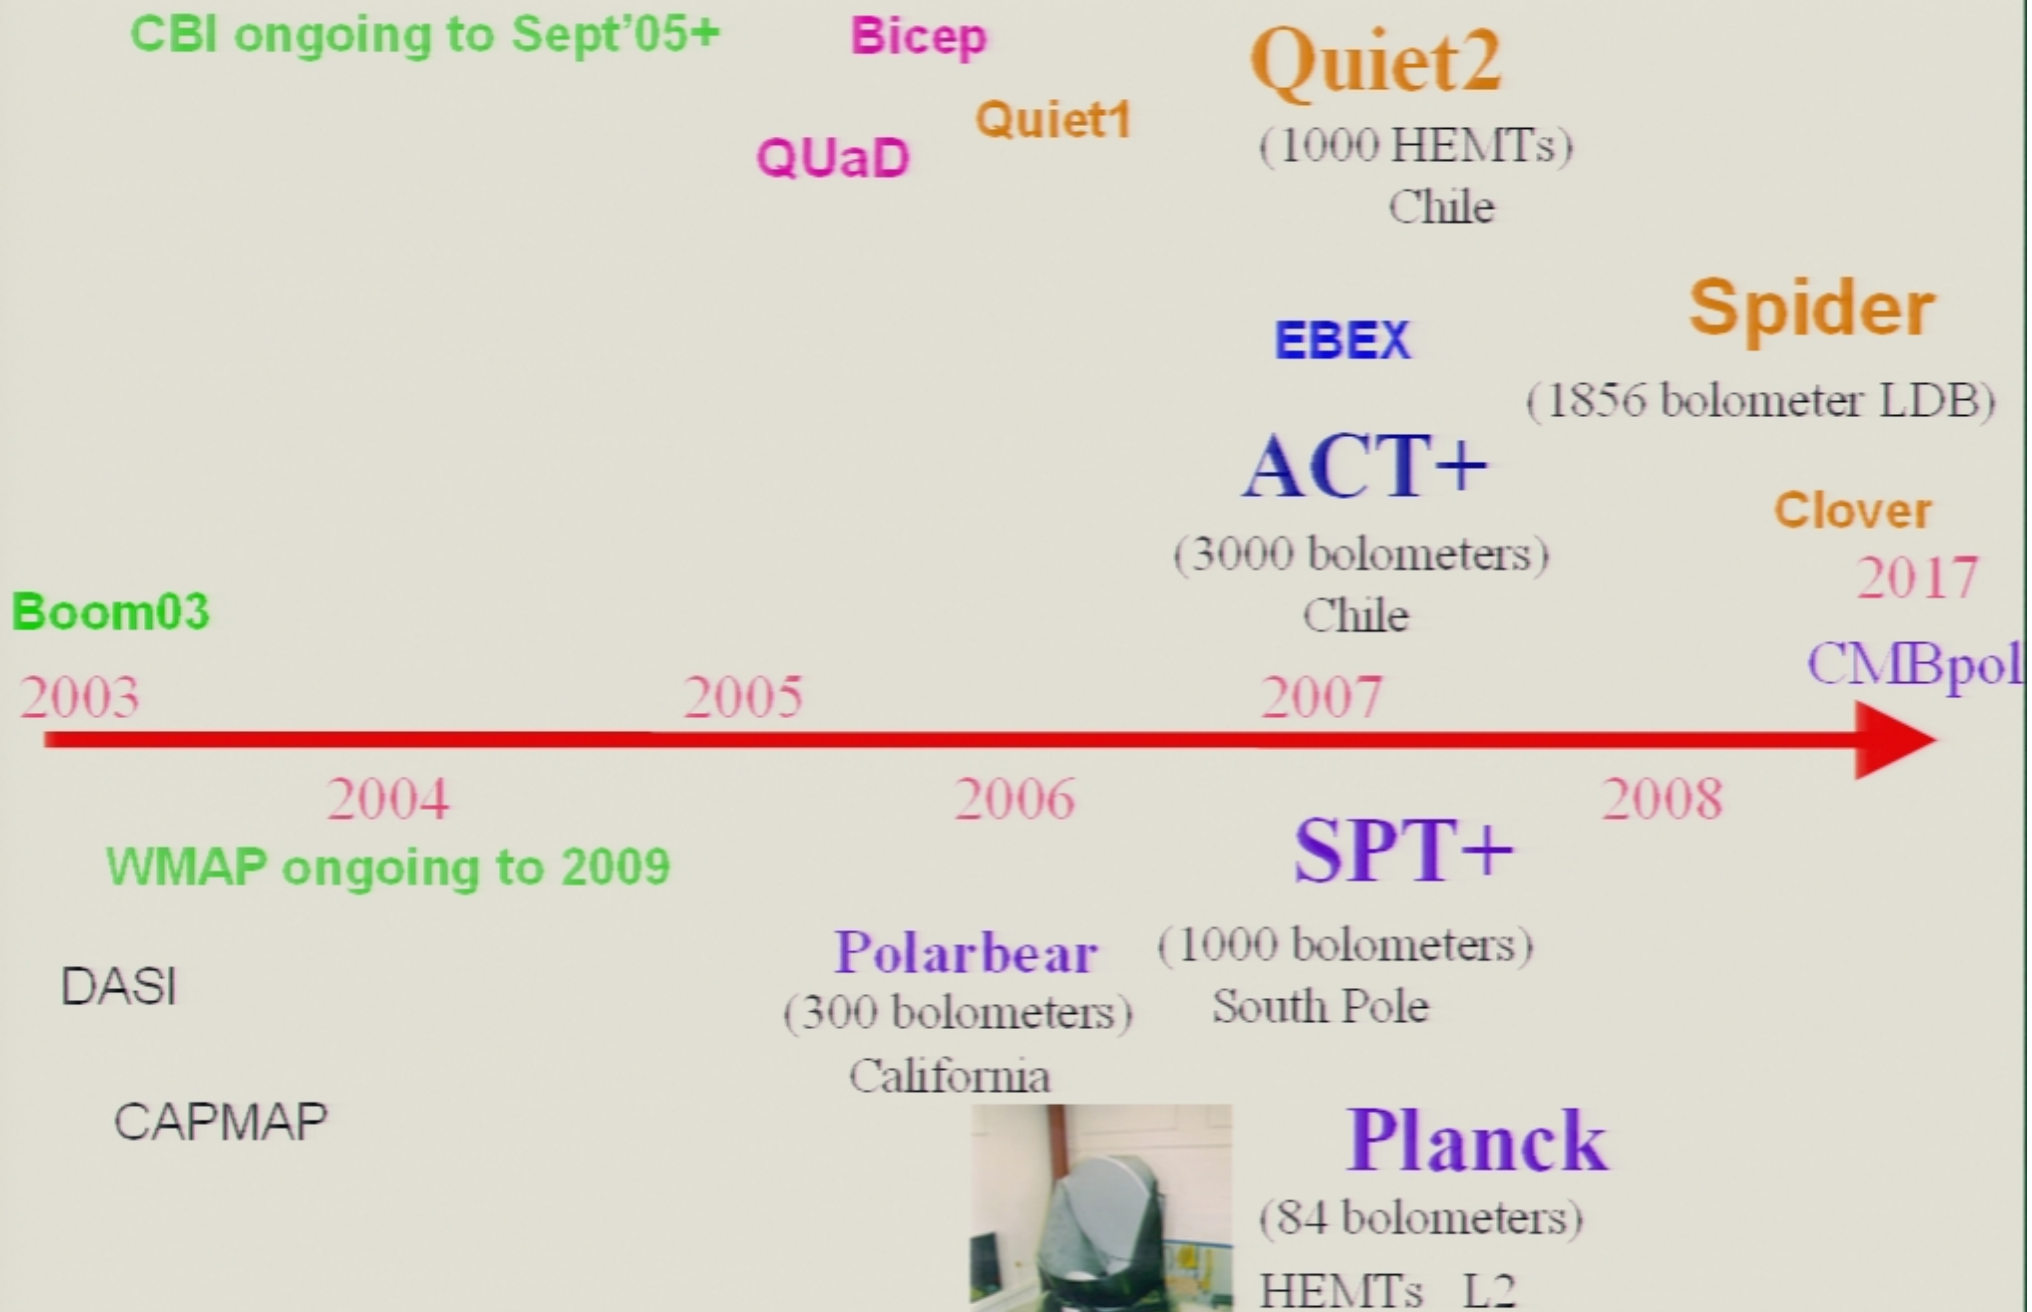 CBI ongoing to Sept’05+
Bicep
Quiet2
Quiet1
QUaD
(1000 HEMTs)
Chile
Spider
EBEX
(1856 bolometer LDB)
ACT+
Clover
(3000 bolometers)
2017
Boom03
Chile
CMBpol
2003
2005
2007
2004
2006
2008
WMAP ongoing to 2009
SPT+
Polarbear
(1000 bolometers)
DASI
(300 bolometers)
South Pole
California
CAPMAP
Planck
(84 bolometers)
HEMTs L2